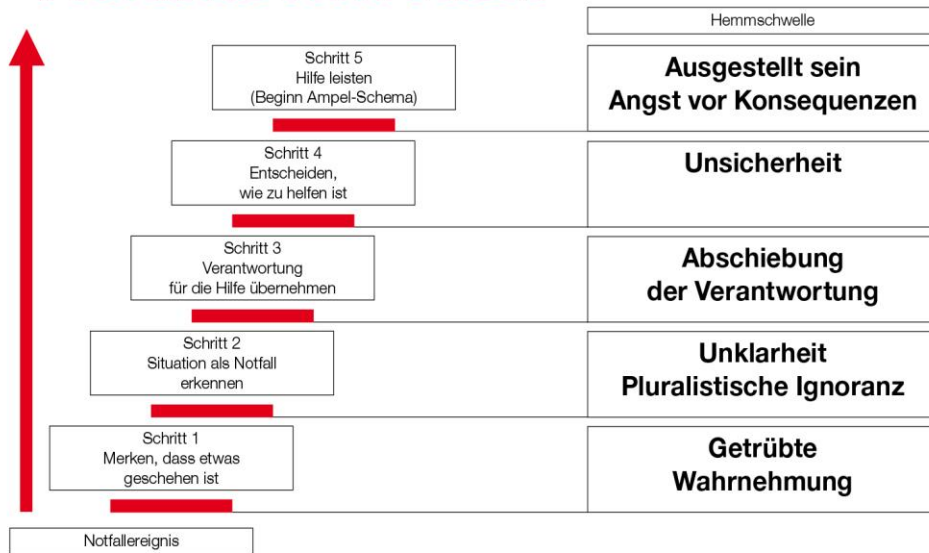 Hemmschwelle
Schritt 5
Hilfe leisten
(Beginn Ampel-Schema)
Ausgestellt sein
Angst vor Konsequenzen
Schritt 4
Entscheiden,
wie zu helfen ist
Unsicherheit
Schritt 3
Verantwortung
für die Hilfe übernehmen
Abschiebung
der Verantwortung
Schritt 2
Situation als Notfall
erkennen
Unklarheit
Pluralistische Ignoranz
Schritt 1
Merken, dass etwas
geschehen ist
Getrübte
Wahrnehmung
Notfallereignis